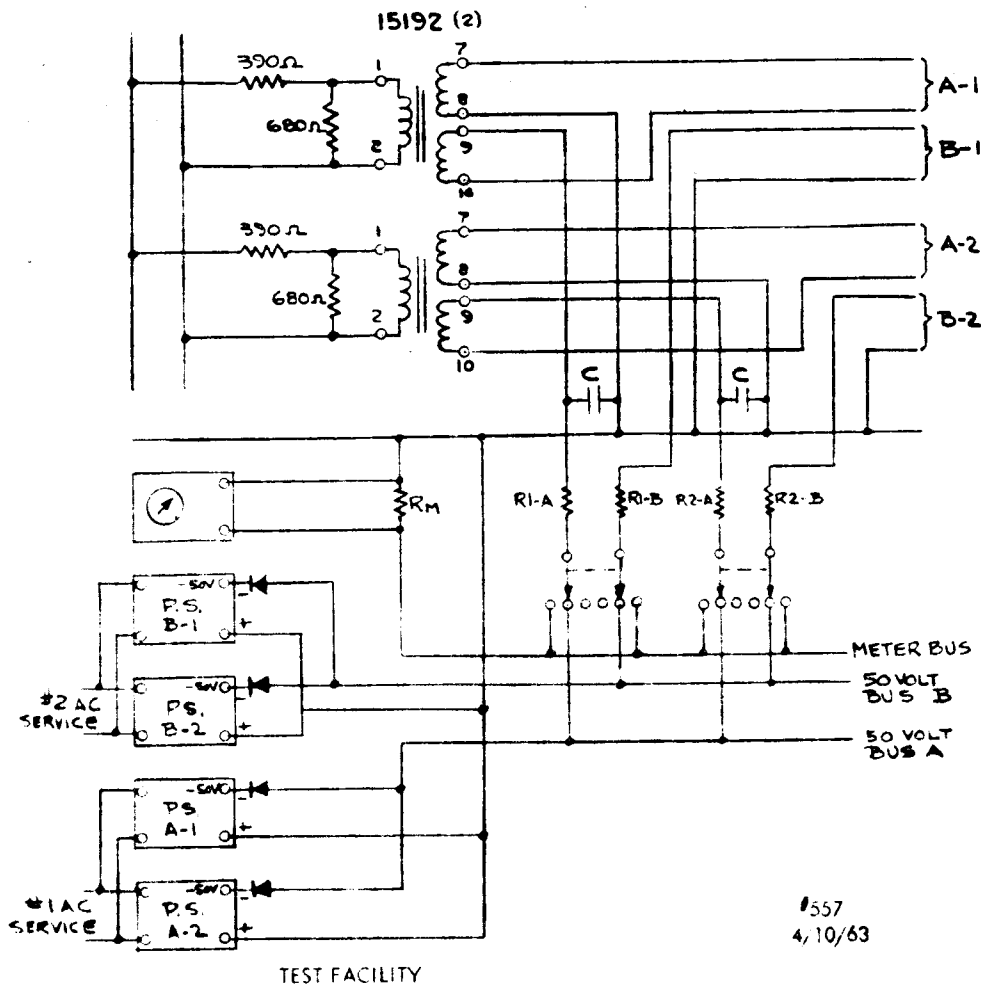 15192 (2)
390Ω
680Ω
1
2
7
8
9
10
A-1
B-1
390Ω
680Ω
1
2
7
8
9
10
A-2
B-2
C
C
RM
R1-A
R1-B
R2-A
R2-B
-50V
-
P.S.
B-1
+
-50V
-
P.S.
B-2
+
#2 AC
SERVICE
METER BUS
50 VOLT
BUS B
50 VOLT
BUS A
-50V
-
P.S.
A-1
+
-50V
-
P.S.
A-2
+
#1 AC
SERVICE
#557
4/10/63
TEST FACILITY